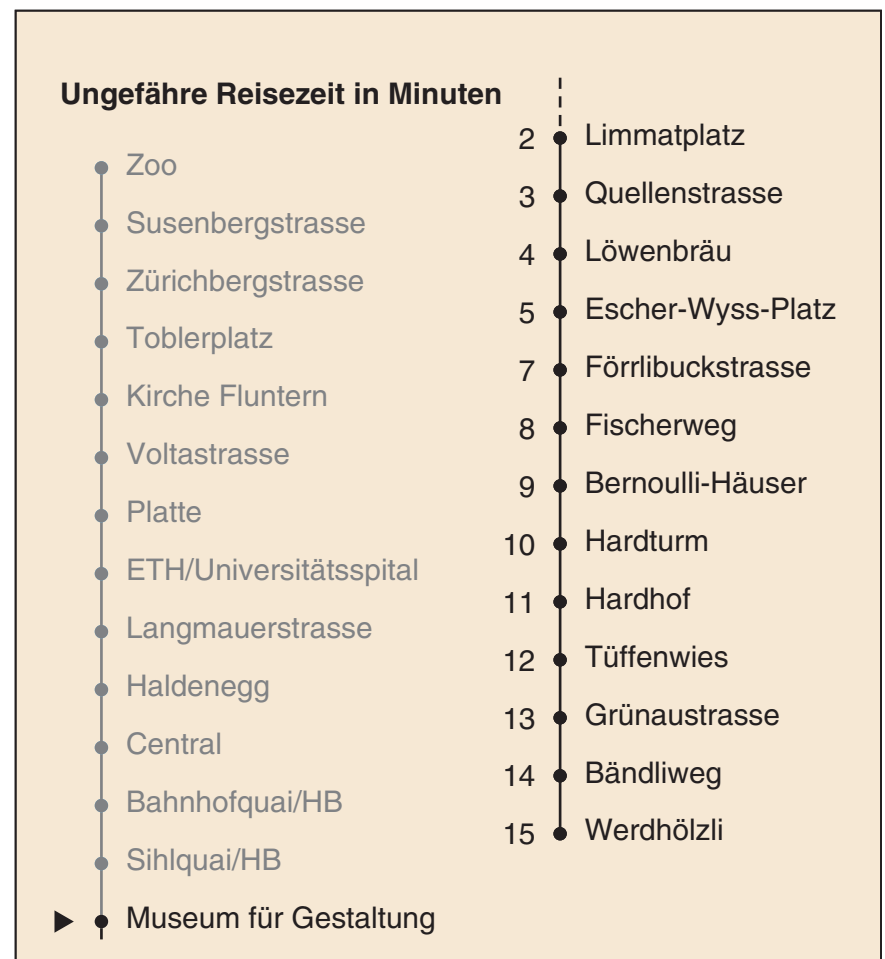 Ungefähre Reisezeit in Minuten
Zoo
Susenbergstrasse
Zürichbergstrasse
Toblerplatz
Kirche Fluntern
Voltastrasse
Platte
ETH/Universitätsspital
Langmauerstrasse
Haldenegg
Central
Bahnhofquai/HB
Sihlquai/HB
Museum für Gestaltung
2 Limmatplatz
3 Quellenstrasse
4 Löwenbräu
5 Escher-Wyss-Platz
7 Förrlibuckstrasse
8 Fischerweg
9 Bernoulli-Häuser
10 Hardturm
11 Hardhof
12 Tüffenwies
13 Grünaustrasse
14 Bändliweg
15 Werdhölzli